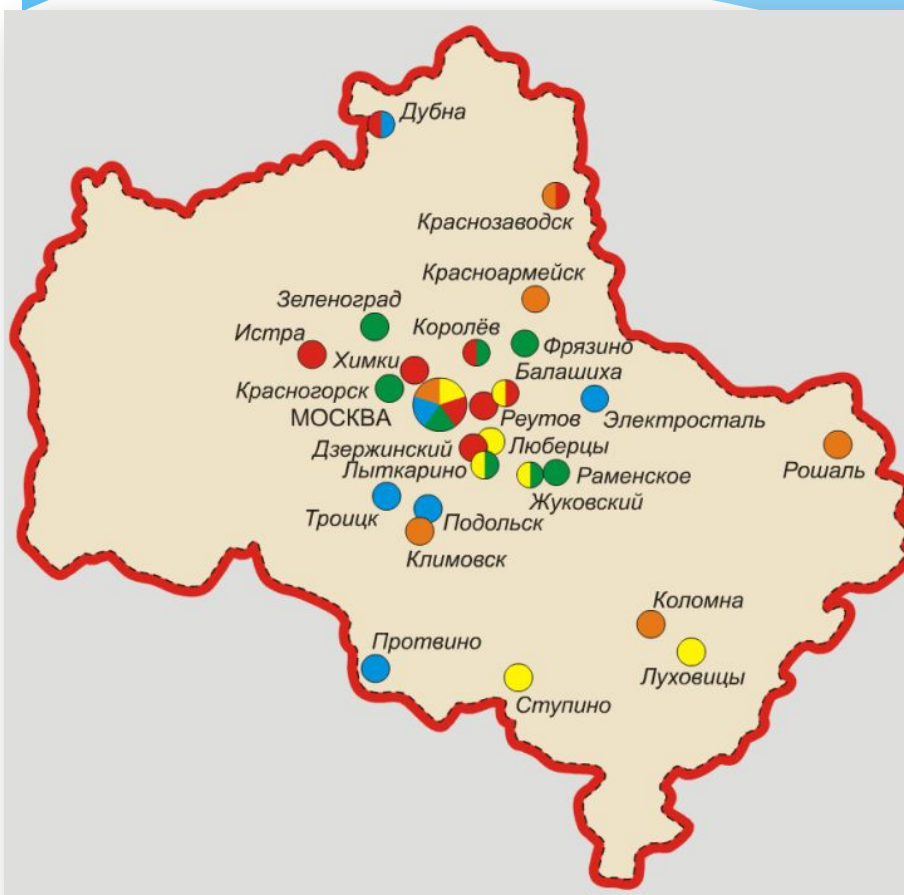 Дубна
Краснозаводск
Красноармейск
Зеленоград
Королёв
Истра
Фрязино
Химки
Балашиха
Красногорск
МОСКВА
Реутов
Электросталь
Дзержинский
Люберцы
Лыткарино
Рошаль
Раменское
Жуковский
Троицк
Подольск
Климовск
Коломна
Протвино
Луховицы
Ступино